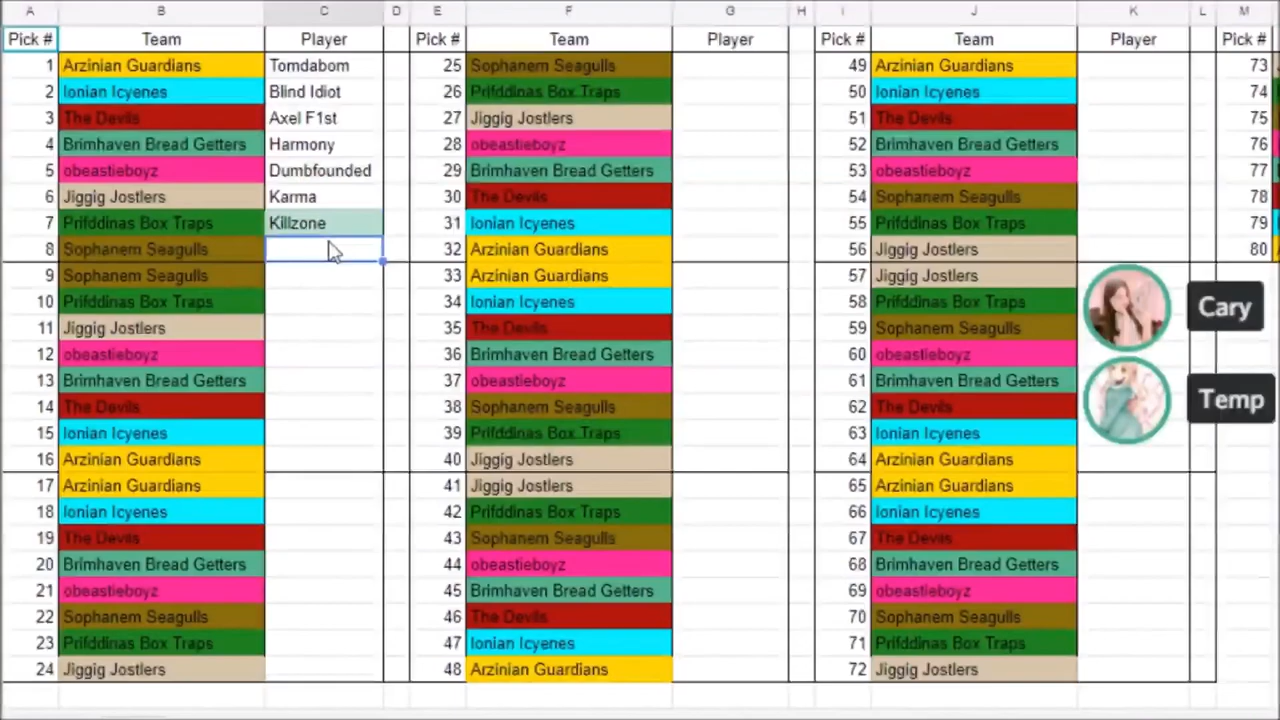 A B C D E F G H I J K L M
Pick # Team Player Pick # Team Player Pick # Team Player Pick #
1 Arzinian Guardians Tomdabom 25 Sophanem Seagulls 49 Arzinian Guardians 73
2 Ionian Icyenes Blind Idiot 26 Prifddinas Box Traps 50 Ionian Icyenes 74
3 The Devils Axel F1st 27 Jiggig Jostlers 51 The Devils 75
4 Brimhaven Bread Getters Harmony 28 obeastieboyz 52 Brimhaven Bread Getters 76
5 obeastieboyz Dumbfounded 29 Brimhaven Bread Getters 53 obeastieboyz 77
6 Jiggig Jostlers Karma 30 The Devils 54 Sophanem Seagulls 78
7 Prifddinas Box Traps Killzone 31 Ionian Icyenes 55 Prifddinas Box Traps 79
8 Sophanem Seagulls 32 Arzinian Guardians 56 Jiggig Jostlers 80
9 Sophanem Seagulls 33 Arzinian Guardians 57 Jiggig Jostlers
10 Prifddinas Box Traps 34 Ionian Icyenes 58 Prifddinas Box Traps Cary
11 Jiggig Jostlers 35 The Devils 59 Sophanem Seagulls
12 obeastieboyz 36 Brimhaven Bread Getters 60 obeastieboyz
13 Brimhaven Bread Getters 37 obeastieboyz 61 Brimhaven Bread Getters
14 The Devils 38 Sophanem Seagulls 62 The Devils Temp
15 Ionian Icyenes 39 Prifddinas Box Traps 63 Ionian Icyenes
16 Arzinian Guardians 40 Jiggig Jostlers 64 Arzinian Guardians
17 Arzinian Guardians 41 Jiggig Jostlers 65 Arzinian Guardians
18 Ionian Icyenes 42 Prifddinas Box Traps 66 Ionian Icyenes
19 The Devils 43 Sophanem Seagulls 67 The Devils
20 Brimhaven Bread Getters 44 obeastieboyz 68 Brimhaven Bread Getters
21 obeastieboyz 45 Brimhaven Bread Getters 69 obeastieboyz
22 Sophanem Seagulls 46 The Devils 70 Sophanem Seagulls
23 Prifddinas Box Traps 47 Ionian Icyenes 71 Prifddinas Box Traps
24 Jiggig Jostlers 48 Arzinian Guardians 72 Jiggig Jostlers